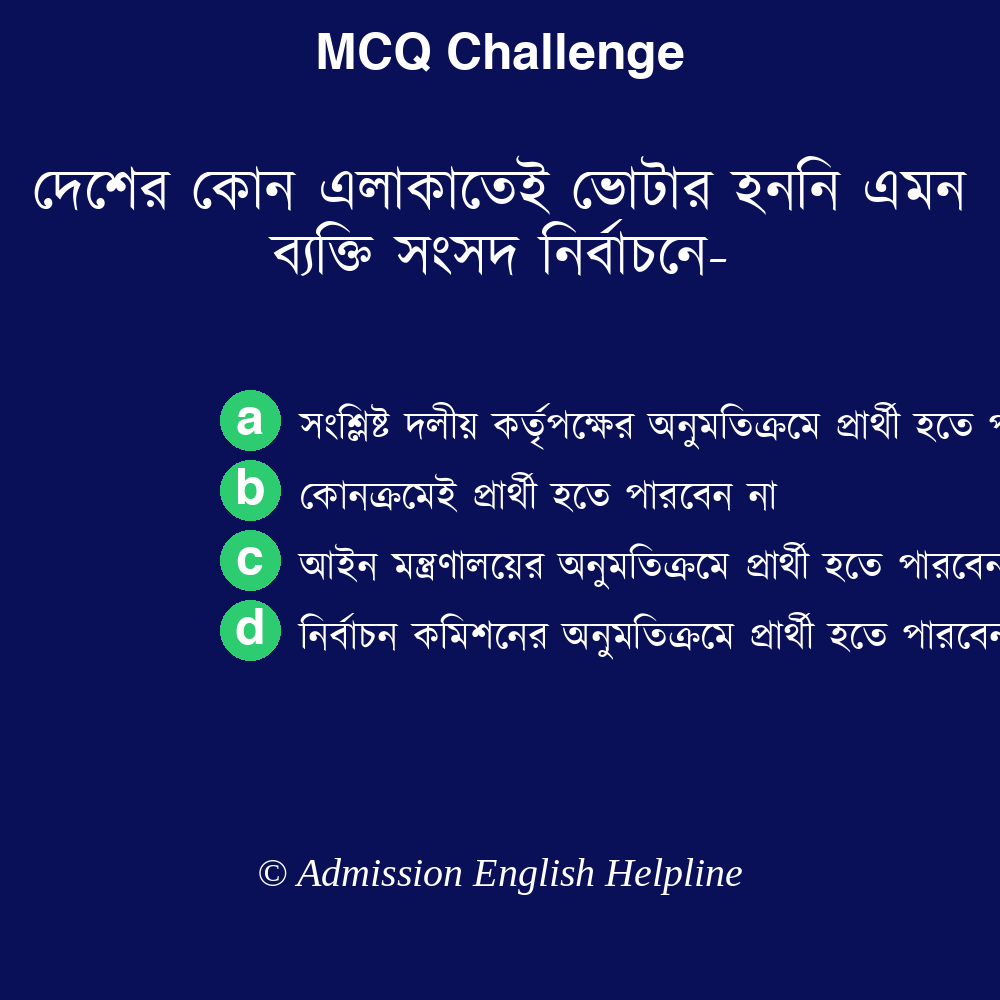 MCQ Challenge
দেশের কোন এলাকাতেই ভোটার হননি এমন
ব্যক্তি সংসদ নির্বাচনে-
a সংশ্লিষ্ট দলীয় কর্তৃপক্ষের অনুমতিক্রমে প্রার্থী হতে
b কোনক্রমেই প্রার্থী হতে পারবেন না
c আইন মন্ত্রণালয়ের অনুমতিক্রমে প্রার্থী হতে পারবেন
d নির্বাচন কমিশনের অনুমতিক্রমে প্রার্থী হতে পারবেন
© Admission English Helpline